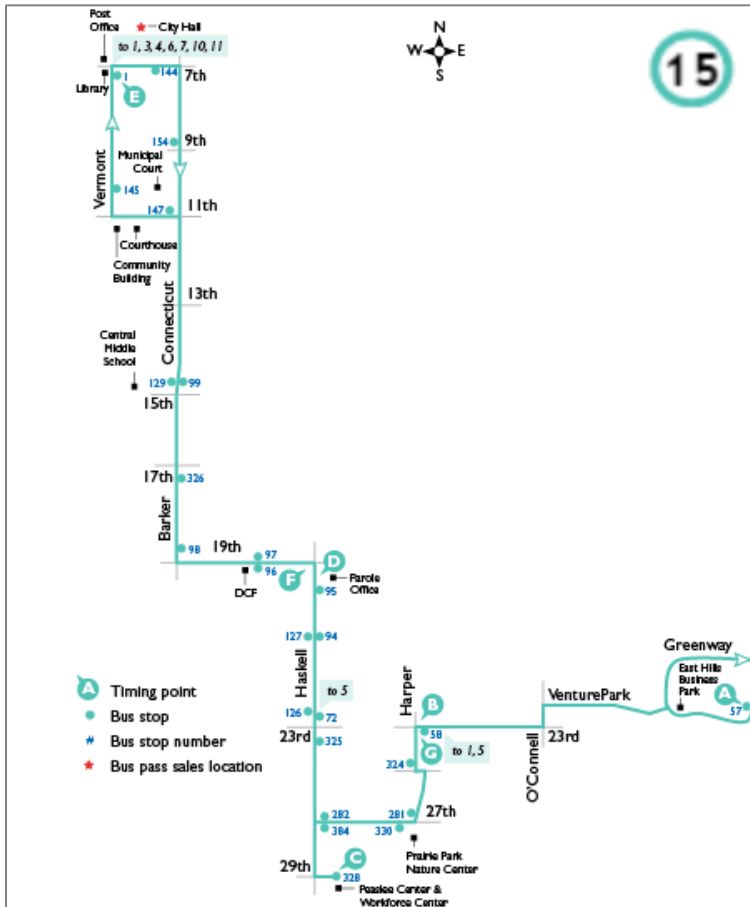 Post
Office
City Hall
to 1, 3, 4, 6, 7, 10, 11
N
W
E
S
15
1
144
7th
Library
E
154
9th
Municipal
Court
Vermont
145
147
11th
Courthouse
Community
Building
13th
Connecticut
Central
Middle
School
129
99
15th
17th
326
Barker
98
19th
97
96
DCF
F
D
Parole
Office
95
127
94
Haskell
126
72
to 5
23rd
325
Harper
B
58
G
to 1, 5
324
VenturePark
Greenway
East Hills
Business
Park
A
57
23rd
O'Connell
282
384
281
330
27th
Prairie Park
Nature Center
29th
C
328
Peaslee Center &
Workforce Center
A Timing point
Bus stop
# Bus stop number
Bus pass sales location